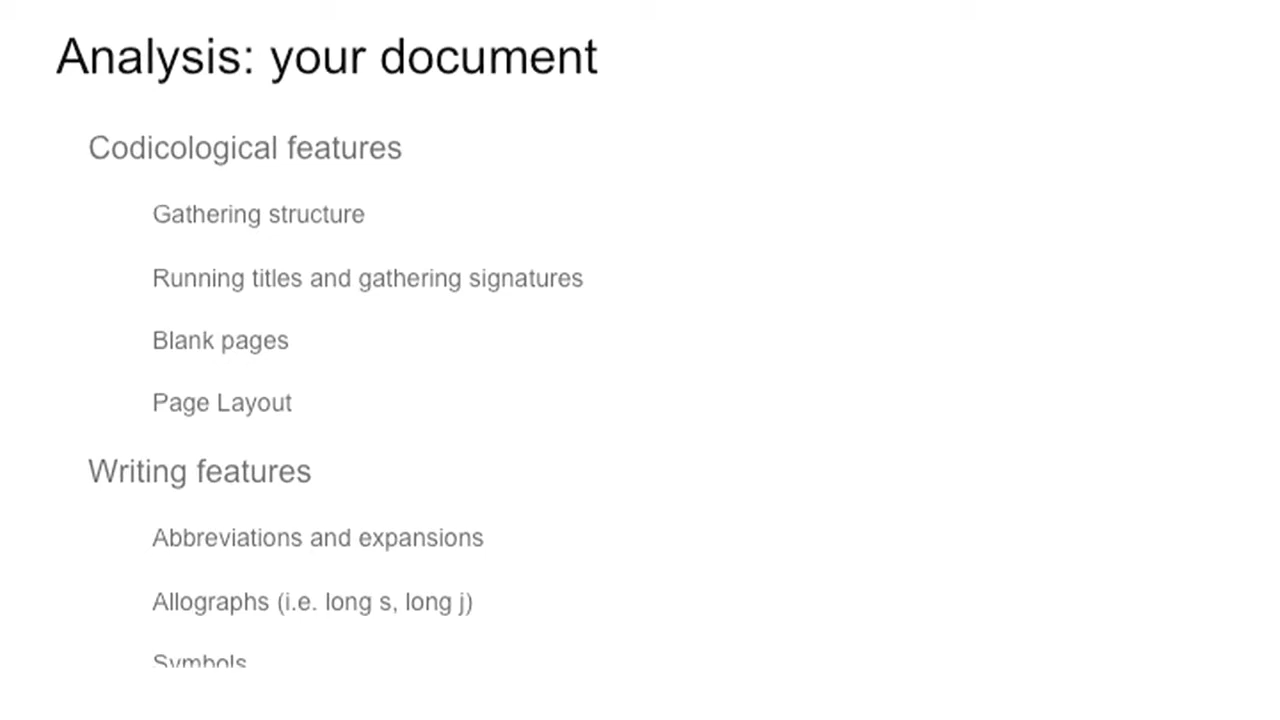 Analysis: your document
Codicological features
Gathering structure
Running titles and gathering signatures
Blank pages
Page Layout
Writing features
Abbreviations and expansions
Allographs (i.e. long s, long j)
Symbols